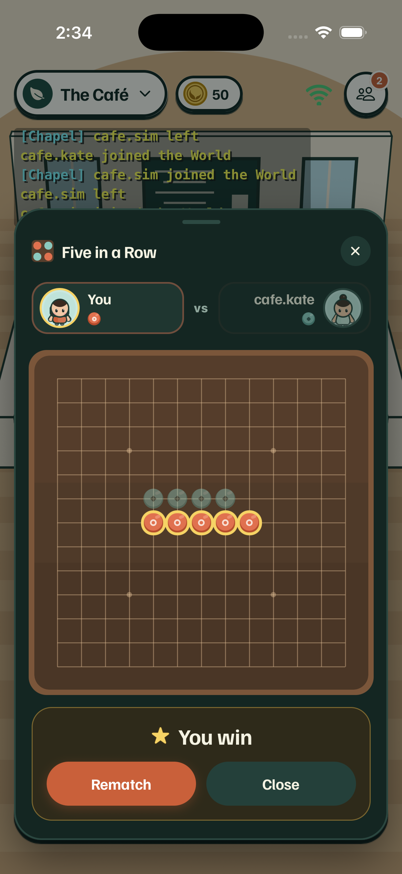 2:34
The Café
50
2
[Chapel] cafe.sim left
cafe.kate joined the World
[Chapel] cafe.sim joined the World
cafe.sim left
Five in a Row
You
vs
cafe.kate
You win
Rematch
Close